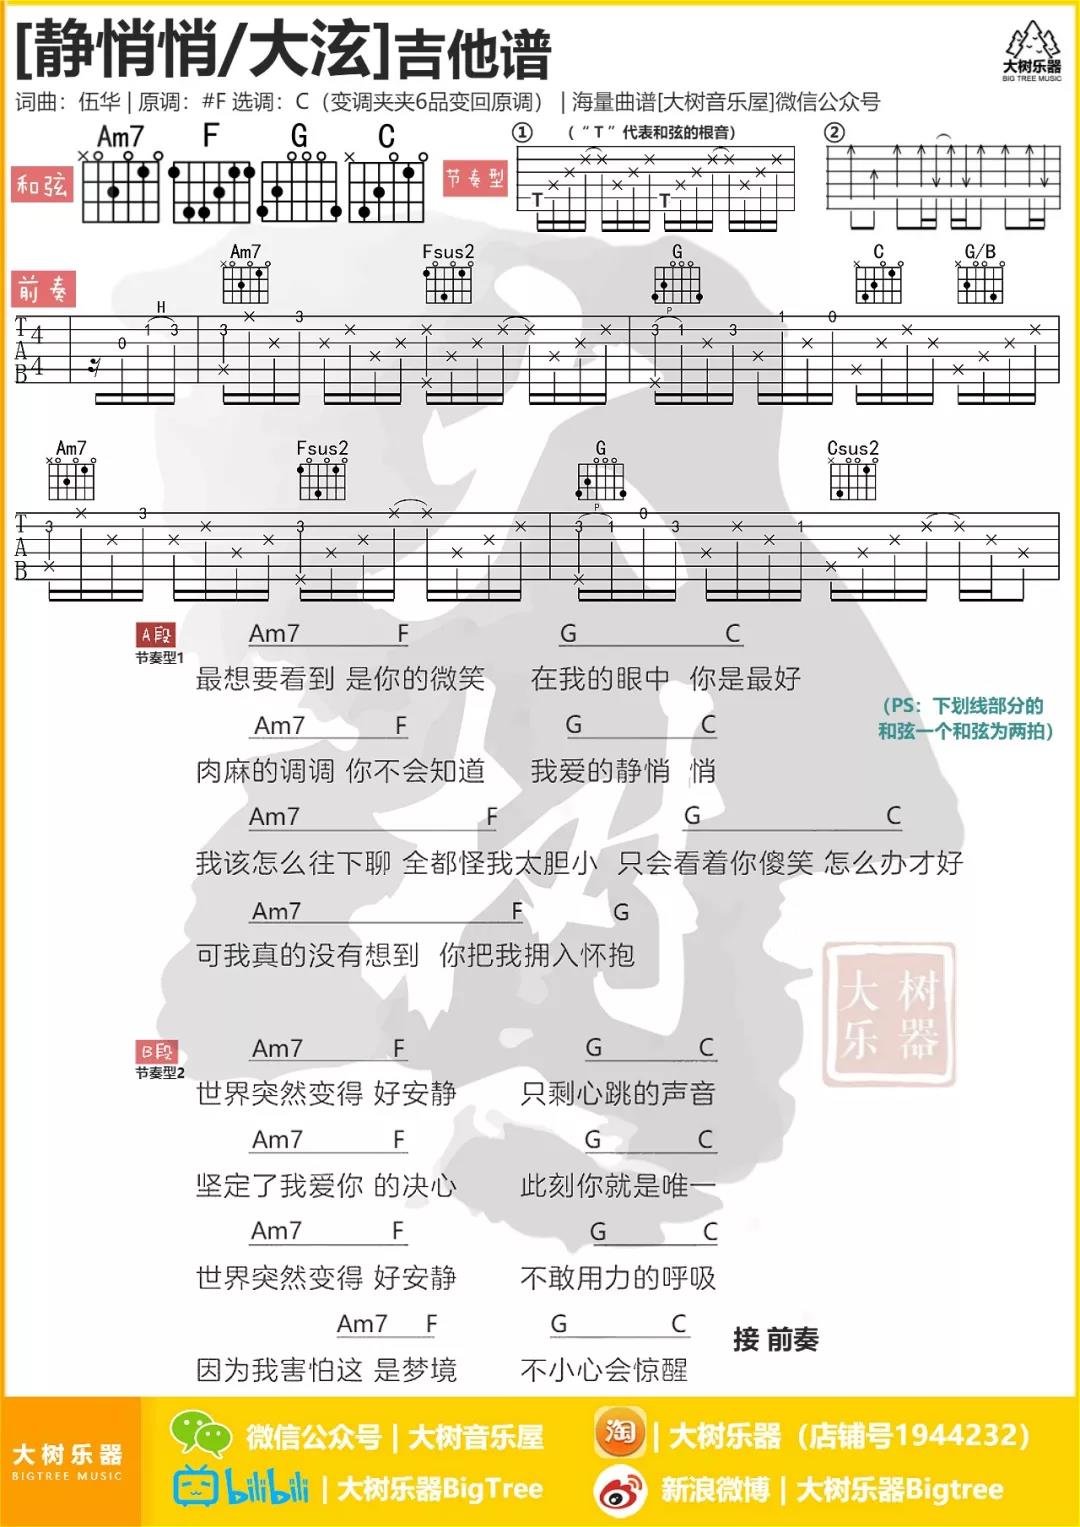 [静悄悄/大泫]吉他谱
大树乐器
BIG TREE MUSIC
词曲：伍华 | 原调：#F 选调：C（变调夹夹6品变回原调） | 海量曲谱[大树音乐屋]微信公众号
和弦 Am7 F G C
节奏型 ① （“T”代表和弦的根音） ②
T T
前奏 Am7 Fsus2 G C G/B
H P
T A B 4 4 0 1 3 3 3 3 1 3 1 0
Am7 Fsus2 G Csus2
P
T A B 3 3 3 3 1 0 3 1
A段 Am7 F G C
节奏型1
最想要看到 是你的微笑 在我的眼中 你是最好
（PS：下划线部分的
和弦一个和弦为两拍）
Am7 F G C
肉麻的调调 你不会知道 我爱的静悄 悄
Am7 F G C
我该怎么往下聊 全都怪我太胆小 只会看着你傻笑 怎么办才好
Am7 F G
可我真的没有想到 你把我拥入怀抱
大树
乐器
B段 Am7 F G C
节奏型2
世界突然变得 好安静 只剩心跳的声音
Am7 F G C
坚定了我爱你 的决心 此刻你就是唯一
Am7 F G C
世界突然变得 好安静 不敢用力的呼吸
Am7 F G C
接 前奏
因为我害怕这 是梦境 不小心会惊醒
大树乐器
BIGTREE MUSIC
微信公众号 | 大树音乐屋
淘 | 大树乐器（店铺号1944232）
bilibili | 大树乐器BigTree
新浪微博 | 大树乐器Bigtree